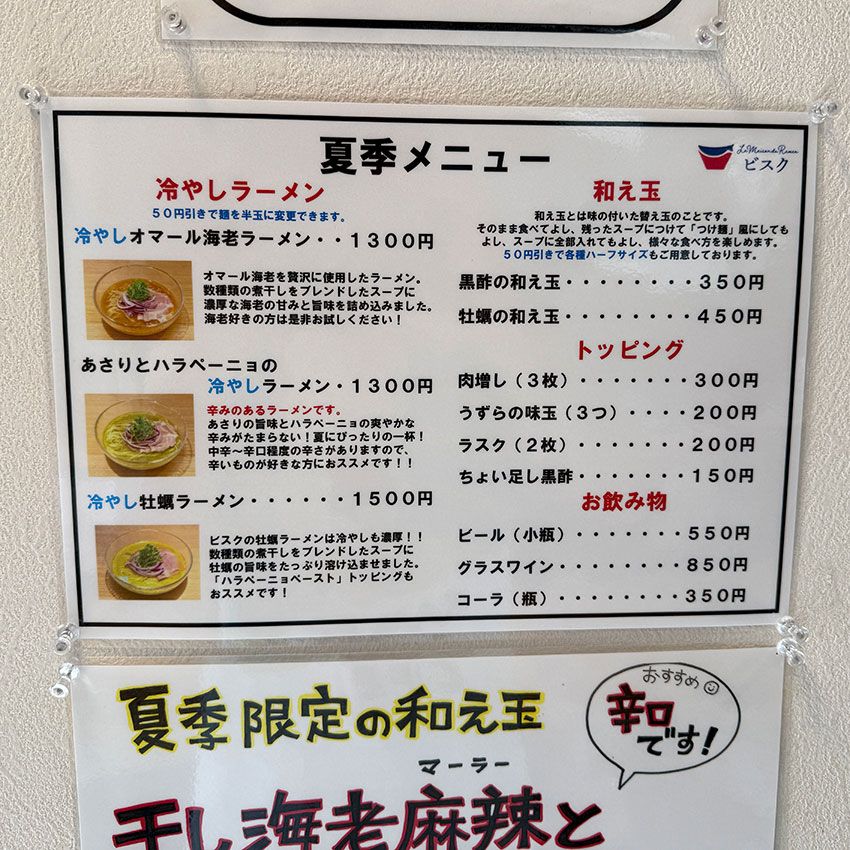 夏季メニュー
La Maison du Ramen
ビスク
冷やしラーメン
50円引きで麺を半玉に変更できます。
冷やしオマール海老ラーメン・・1300円
オマール海老を贅沢に使用したラーメン。
数種類の煮干しをブレンドしたスープに
濃厚な海老の甘みと旨味を詰め込みました。
海老好きの方は是非お試しください!
あさりとハラペーニョの
冷やしラーメン・1300円
辛みのあるラーメンです。
あさりの旨味とハラペーニョの爽やかな
辛みがたまらない!夏にぴったりの一杯!
中辛~辛口程度の辛さがありますので、
辛いものが好きな方におススメです!!
冷やし牡蠣ラーメン・・・・・・1500円
ビスクの牡蠣ラーメンは冷やしも濃厚!!
数種類の煮干しをブレンドしたスープに
牡蠣の旨味をたっぷり溶け込ませました。
「ハラペーニョペースト」トッピングも
おススメです!
和え玉
和え玉とは味の付いた替え玉のことです。
そのまま食べてよし、残ったスープにつけて「つけ麺」風にしても
よし、スープに全部入れてもよし、様々な食べ方を楽しめます。
50円引きで各種ハーフサイズもご用意しております。
黒酢の和え玉・・・・・・・350円
牡蠣の和え玉・・・・・・・450円
トッピング
肉増し(3枚)・・・・・・・300円
うずらの味玉(3つ)・・・・200円
ラスク(2枚)・・・・・・・200円
ちょい足し黒酢・・・・・・150円
お飲み物
ビール(小瓶)・・・・・・・550円
グラスワイン・・・・・・・850円
コーラ(瓶)・・・・・・・・350円
夏季限定の和え玉
おすすめ
辛口
です!
マーラー
干し海老麻辣と